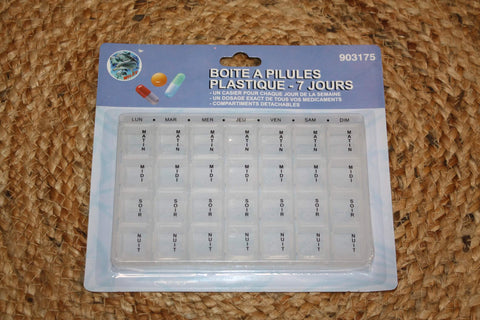 903175
BOITE A PILULES
PLASTIQUE - 7 JOURS
- UN CASIER POUR CHAQUE JOUR DE LA SEMAINE
- UN DOSAGE EXACT DE TOUS VOS MEDICAMENTS
- COMPARTIMENTS DÉTACHABLES
LUN • MAR • MER • JEU • VEN • SAM • DIM
MATIN MATIN MATIN MATIN MATIN MATIN MATIN
MIDI MIDI MIDI MIDI MIDI MIDI MIDI
SOIR SOIR SOIR SOIR SOIR SOIR SOIR
NUIT NUIT NUIT NUIT NUIT NUIT NUIT